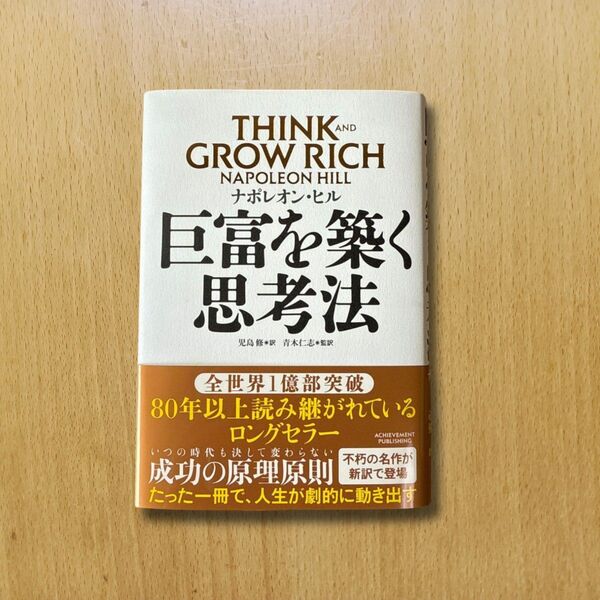 THINK AND
GROW RICH
NAPOLEON HILL
ナポレオン・ヒル
巨富を築く
思考法
児島 修●訳 青木仁志●監訳
全世界1億部突破
80年以上読み継がれている
ロングセラー
ACHIEVEMENT
PUBLISHING
いつの時代も決して変わらない
成功の原理原則
不朽の名作が
新訳で登場
たった一冊で、人生が劇的に動き出す